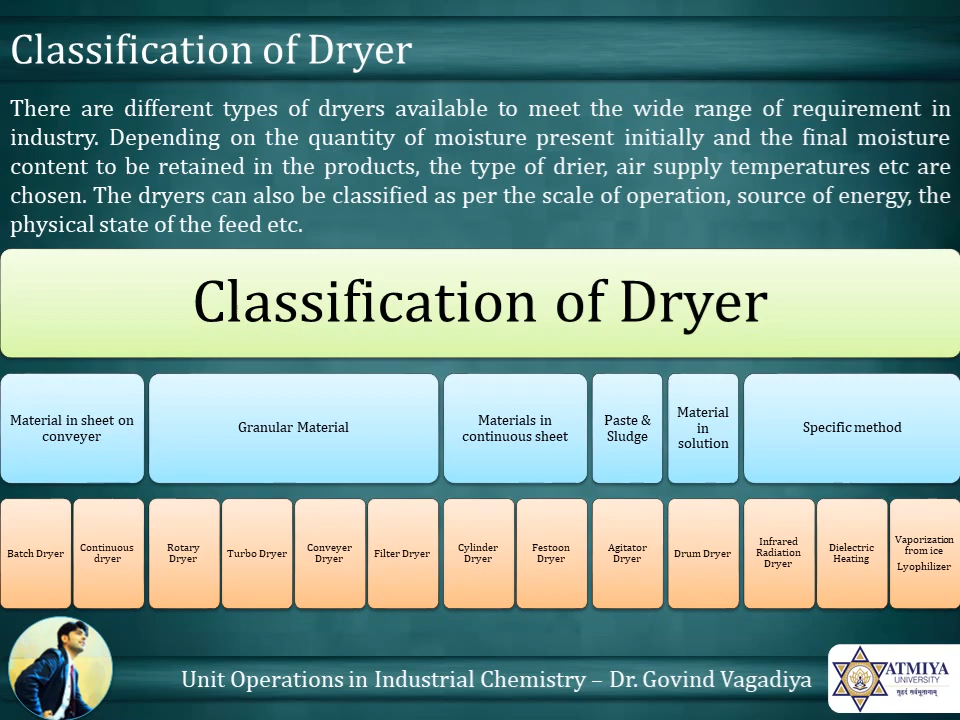 Classification of Dryer
There are different types of dryers available to meet the wide range of requirement in
industry. Depending on the quantity of moisture present initially and the final moisture
content to be retained in the products, the type of drier, air supply temperatures etc are
chosen. The dryers can also be classified as per the scale of operation, source of energy, the
physical state of the feed etc.
Classification of Dryer
Material in sheet on
conveyer
Granular Material
Materials in
continuous sheet
Paste &
Sludge
Material
in
solution
Specific method
Batch Dryer
Continuous
dryer
Rotary
Dryer
Turbo Dryer
Conveyer
Dryer
Filter Dryer
Cylinder
Dryer
Festoon
Dryer
Agitator
Dryer
Drum Dryer
Infrared
Radiation
Dryer
Dielectric
Heating
Vaporization
from ice
Lyophilizer
Unit Operations in Industrial Chemistry – Dr. Govind Vagadiya
ATMIYA
UNIVERSITY
सुहृदं सर्वभूतानाम्